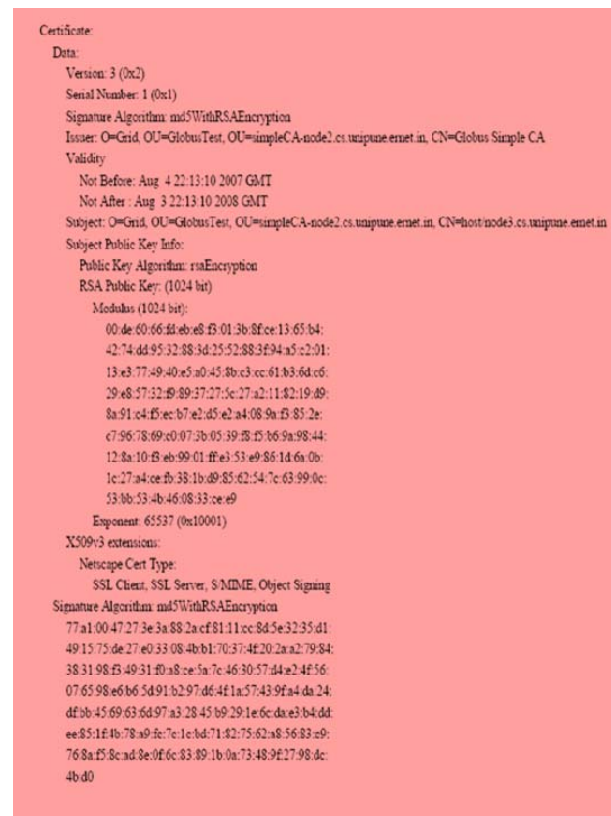 Certificate:
Data:
Version: 3 (0x2)
Serial Number: 1 (0x1)
Signature Algorithm: md5WithRSAEncryption
Issuer: O=Grid, OU=GlobusTest, OU=simpleCA-node2.cs.unipune.ernet.in, CN=Globus Simple CA
Validity
Not Before: Aug 4 22:13:10 2007 GMT
Not After : Aug 3 22:13:10 2008 GMT
Subject: O=Grid, OU=GlobusTest, OU=simpleCA-node2.cs.unipune.ernet.in, CN=host/node3.cs.unipune.ernet.in
Subject Public Key Info:
Public Key Algorithm: rsaEncryption
RSA Public Key: (1024 bit)
Modulus (1024 bit):
00:de:60:66:fd:eb:e8:f3:01:3b:8f:ce:13:65:b4:
42:74:dd:95:32:88:3d:25:52:88:3f:94:a5:c2:01:
13:e3:77:49:40:e5:a0:45:8b:c3:cc:61:b3:6d:c6:
29:e8:57:32:f9:89:37:27:5c:27:a2:11:82:19:d9:
8a:91:c4:f5:ec:b7:e2:d5:e2:a4:08:9a:f3:85:2e:
c7:96:78:69:c0:07:3b:05:39:f8:f5:b6:9a:98:44:
12:8a:10:f3:eb:99:01:ff:e3:53:e9:86:1d:6a:0b:
1c:27:a4:ce:fb:38:1b:d9:85:62:54:7c:63:99:0c:
53:bb:53:4b:46:08:33:ce:e9
Exponent: 65537 (0x10001)
X509v3 extensions:
Netscape Cert Type:
SSL Client, SSL Server, S/MIME, Object Signing
Signature Algorithm: md5WithRSAEncryption
77:a1:00:47:27:3e:3a:88:2a:cf:81:11:cc:8d:5e:32:35:d1:
49:15:75:de:27:e0:33:08:4b:b1:70:37:4f:20:2a:a2:79:84:
38:31:98:f3:49:31:f0:a8:ce:5a:7c:46:30:57:d4:e2:4f:56:
07:65:98:e6:b6:5d:91:b2:97:d6:4f:1a:57:43:9f:a4:da:24:
df:bb:45:69:63:6d:97:a3:28:45:b9:29:1e:6c:da:e3:b4:dd:
ee:85:1f:4b:78:a9:fc:7c:1c:bd:71:82:75:62:a8:56:83:c9:
76:8a:f5:8c:ad:8e:0f:6c:83:89:1b:0a:73:48:9f:27:98:dc:
4b:d0